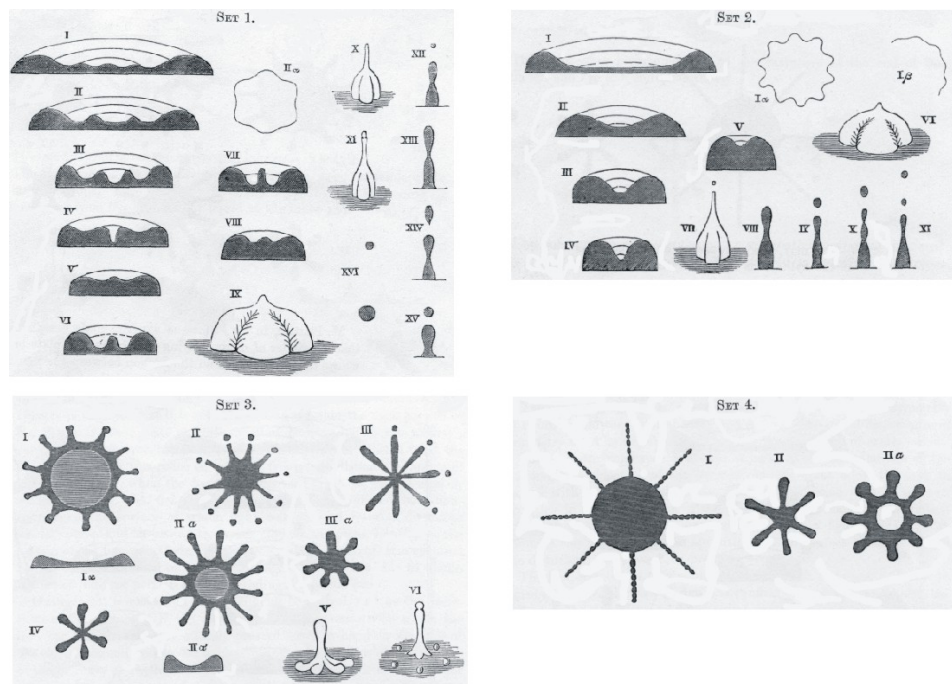 SET 1.
I
II
II α
III
IV
V
VI
VII
VIII
IX
X
XI
XII
XIII
XIV
XVI
XV
SET 2.
I
I α
I β
II
III
IV
V
VI
VII
VIII
IX
X
XI
SET 3.
I
II
III
II a
III a
I α
IV
V
VI
II α
SET 4.
I
II
II a